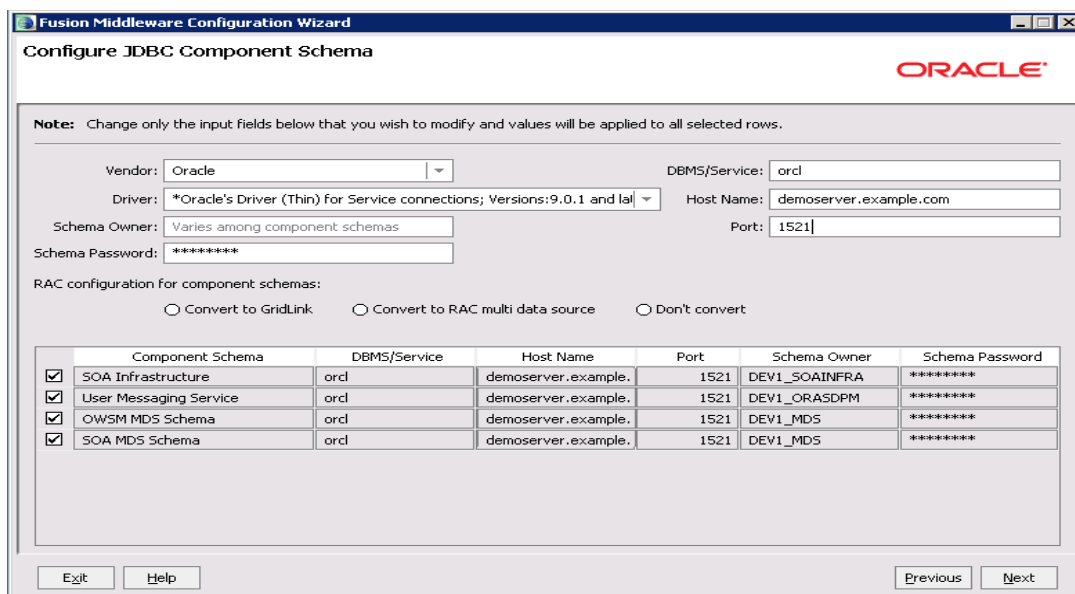 Fusion Middleware Configuration Wizard
Configure JDBC Component Schema
ORACLE
Note: Change only the input fields below that you wish to modify and values will be applied to all selected rows.
Vendor: Oracle DBMS/Service: orcl
Driver: *Oracle's Driver (Thin) for Service connections; Versions:9.0.1 and Host Name: demoserver.example.com
Schema Owner: Varies among component schemas Port: 1521
Schema Password: ********
RAC configuration for component schemas:
Convert to GridLink Convert to RAC multi data source Don't convert
Component Schema DBMS/Service Host Name Port Schema Owner Schema Password
SOA Infrastructure orcl demoserver.example. 1521 DEV1_SOAINFRA ********
User Messaging Service orcl demoserver.example. 1521 DEV1_ORASDPM ********
OWSM MDS Schema orcl demoserver.example. 1521 DEV1_MDS ********
SOA MDS Schema orcl demoserver.example. 1521 DEV1_MDS ********
Exit Help Previous Next